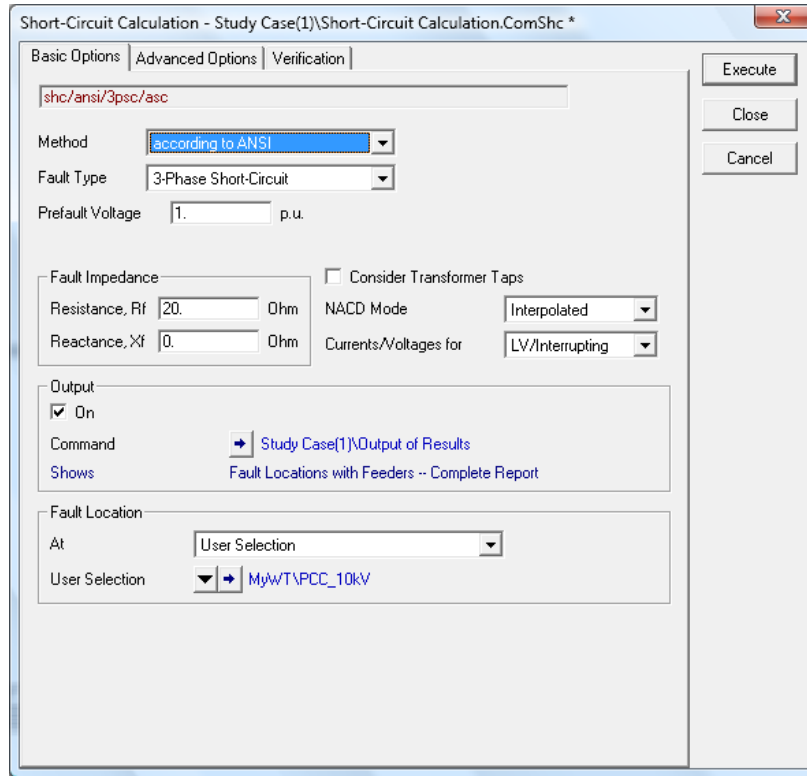 Short-Circuit Calculation - Study Case(1)\Short-Circuit Calculation.ComShc *
Basic Options Advanced Options Verification
Execute
Close
Cancel
shc/ansi/3psc/asc
Method according to ANSI
Fault Type 3-Phase Short-Circuit
Prefault Voltage 1. p.u.
Fault Impedance
Resistance, Rf 20. Ohm
Reactance, Xf 0. Ohm
Consider Transformer Taps
NACD Mode Interpolated
Currents/Voltages for LV/Interrupting
Output
On
Command Study Case(1)\Output of Results
Shows Fault Locations with Feeders -- Complete Report
Fault Location
At User Selection
User Selection MyWT\PCC_10kV